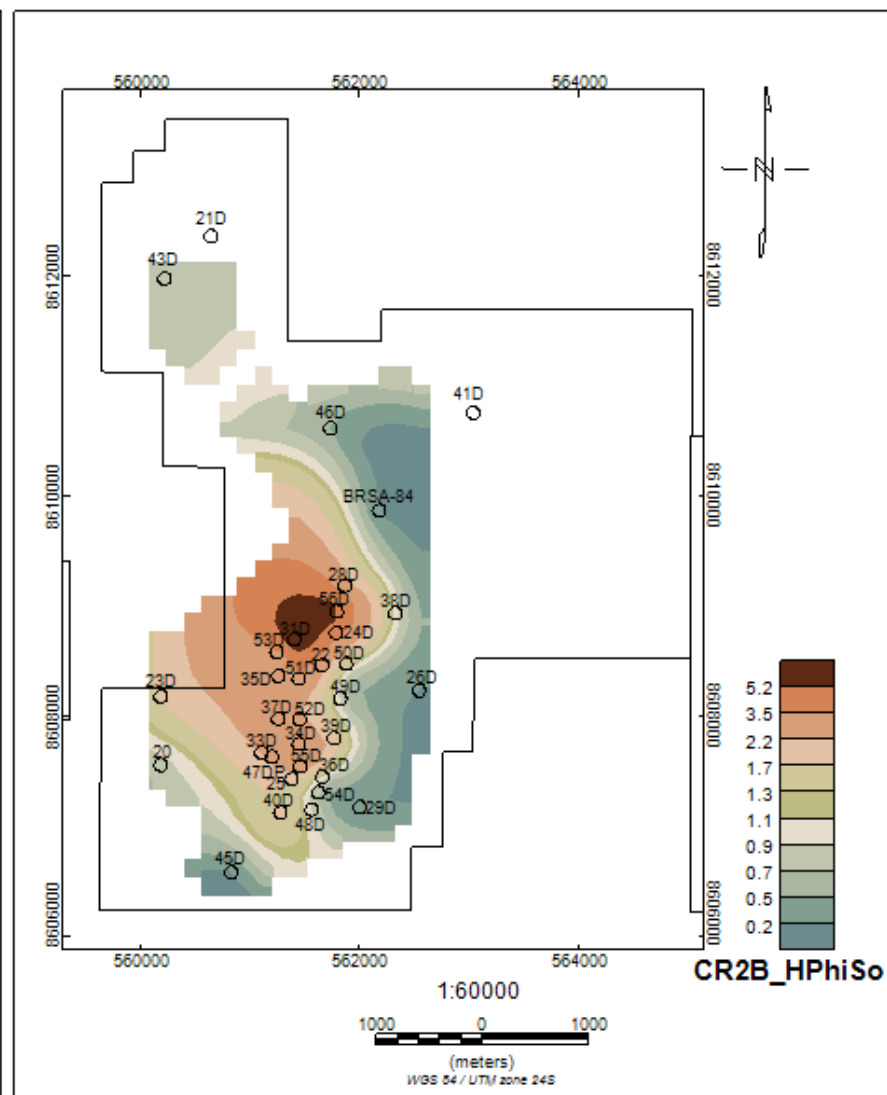 560000 562000 564000
N
21D
43D
8612000 8612000
41D
46D
BRSA-84
8610000 8610000
28D
56D
38D
31D 24D
53D
22 50D
35D 51D
26D
23D 49D
8608000 8608000
37D 52D
34D 39D
33D
20
55D
47DP
36D
25
54D
40D 29D
48D
45D
8606000 8606000
5.2
3.5
2.2
1.7
1.3
1.1
0.9
0.7
0.5
0.2
CR2B_HPhiSo
560000 562000 564000
1:60000
1000 0 1000
(meters)
WGS 84 / UTM zone 24S